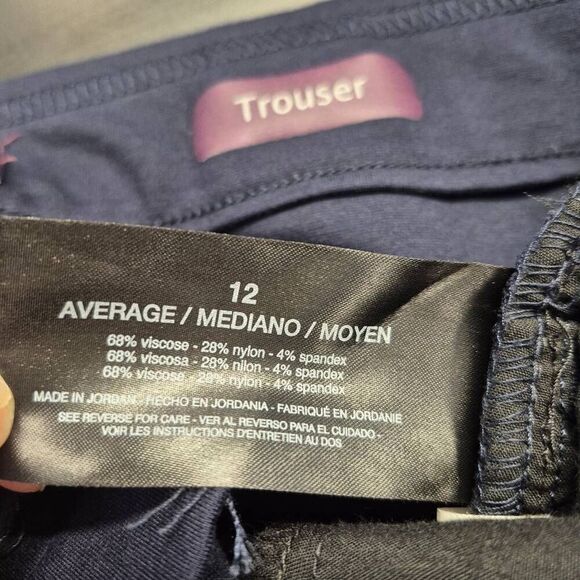 Trouser
12
AVERAGE / MEDIANO / MOYEN
68% viscose - 28% nylon - 4% spandex
68% viscosa - 28% nilon - 4% spandex
68% viscose - 28% nylon - 4% spandex
MADE IN JORDAN - HECHO EN JORDANIA - FABRIQUÉ EN JORDANIE
SEE REVERSE FOR CARE - VER AL REVERSO PARA EL CUIDADO -
VOIR LES INSTRUCTIONS D'ENTRETIEN AU DOS